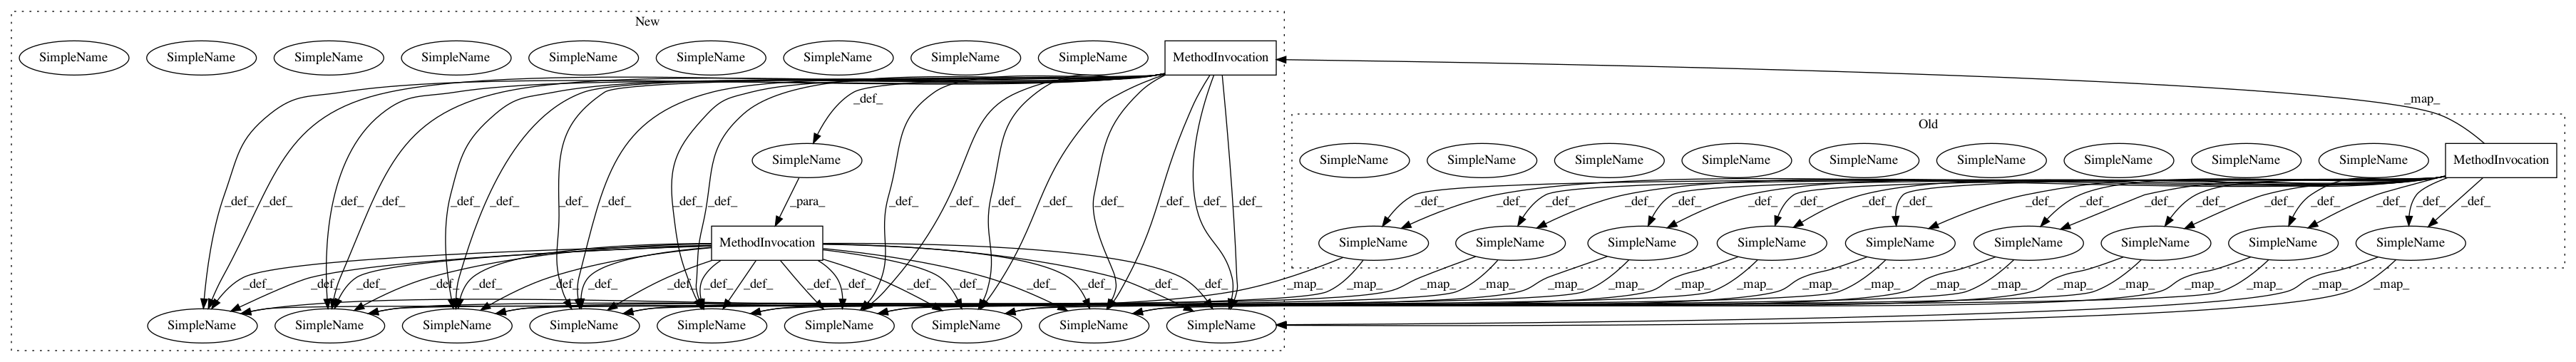 New
SimpleName SimpleName SimpleName SimpleName SimpleName SimpleName SimpleName SimpleName SimpleName MethodInvocation
_def_ _map_
Old
SimpleName SimpleName SimpleName SimpleName SimpleName SimpleName SimpleName SimpleName SimpleName SimpleName MethodInvocation
_def_ _def_ _def_ _def_ _def_ _def_ _def_ _def_ _def_ _def_ _para_ _def_ _def_ _def_ _def_ _def_ _def_ _def_ _def_ _def_ _def_ _def_ _def_ _def_ _def_ _def_ _def_ _def_ _def_ _def_ _def_ _def_ _def_ _def_ _def_ _def_ _def_
MethodInvocation SimpleName SimpleName SimpleName SimpleName SimpleName SimpleName SimpleName SimpleName SimpleName
_def_ _def_ _def_ _def_ _def_ _def_ _def_ _def_ _def_ _def_ _def_ _def_ _def_ _def_ _def_ _def_ _def_ _map_ _map_ _map_ _map_ _map_ _map_ _map_ _map_ _map_ _map_ _map_ _map_ _map_ _map_ _map_ _map_ _map_ _map_
SimpleName SimpleName SimpleName SimpleName SimpleName SimpleName SimpleName SimpleName SimpleName